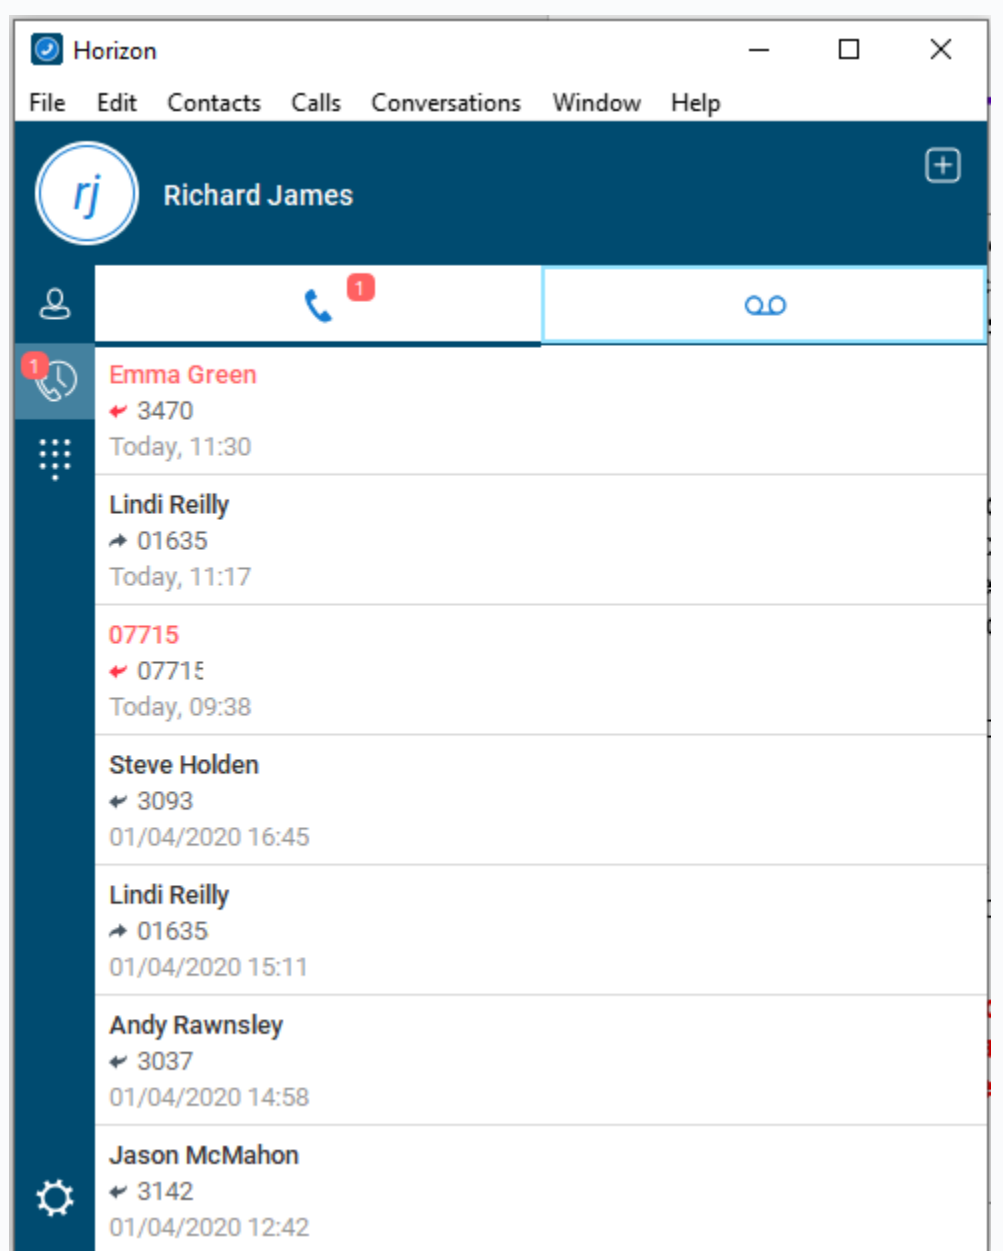 Horizon
File Edit Contacts Calls Conversations Window Help
rj
Richard James
1
1
Emma Green
3470
Today, 11:30
Lindi Reilly
01635
Today, 11:17
07715
07715
Today, 09:38
Steve Holden
3093
01/04/2020 16:45
Lindi Reilly
01635
01/04/2020 15:11
Andy Rawnsley
3037
01/04/2020 14:58
Jason McMahon
3142
01/04/2020 12:42